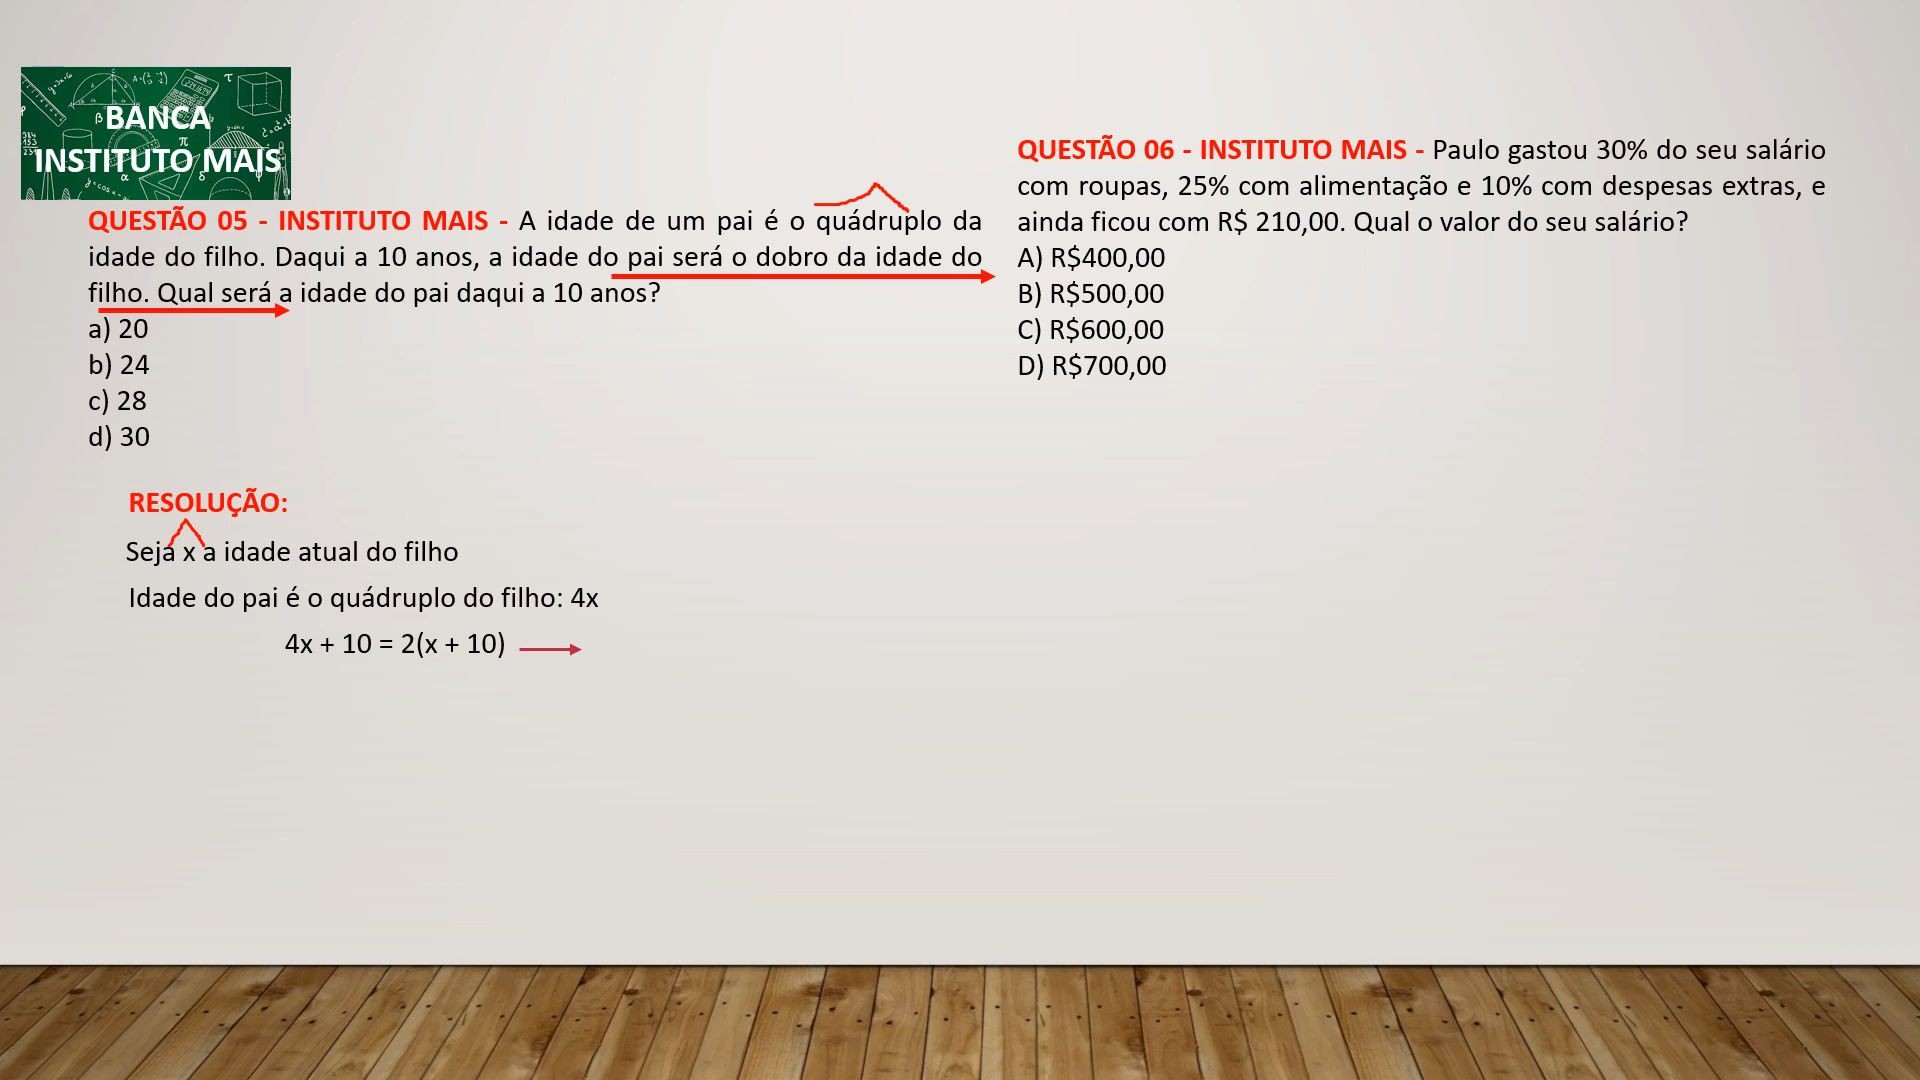 BANCA
INSTITUTO MAIS
QUESTÃO 05 - INSTITUTO MAIS - A idade de um pai é o quádruplo da
idade do filho. Daqui a 10 anos, a idade do pai será o dobro da idade do
filho. Qual será a idade do pai daqui a 10 anos?
a) 20
b) 24
c) 28
d) 30
RESOLUÇÃO:
Seja x a idade atual do filho
Idade do pai é o quádruplo do filho: 4x
4x + 10 = 2(x + 10)
QUESTÃO 06 - INSTITUTO MAIS - Paulo gastou 30% do seu salário
com roupas, 25% com alimentação e 10% com despesas extras, e
ainda ficou com R$ 210,00. Qual o valor do seu salário?
A) R$400,00
B) R$500,00
C) R$600,00
D) R$700,00